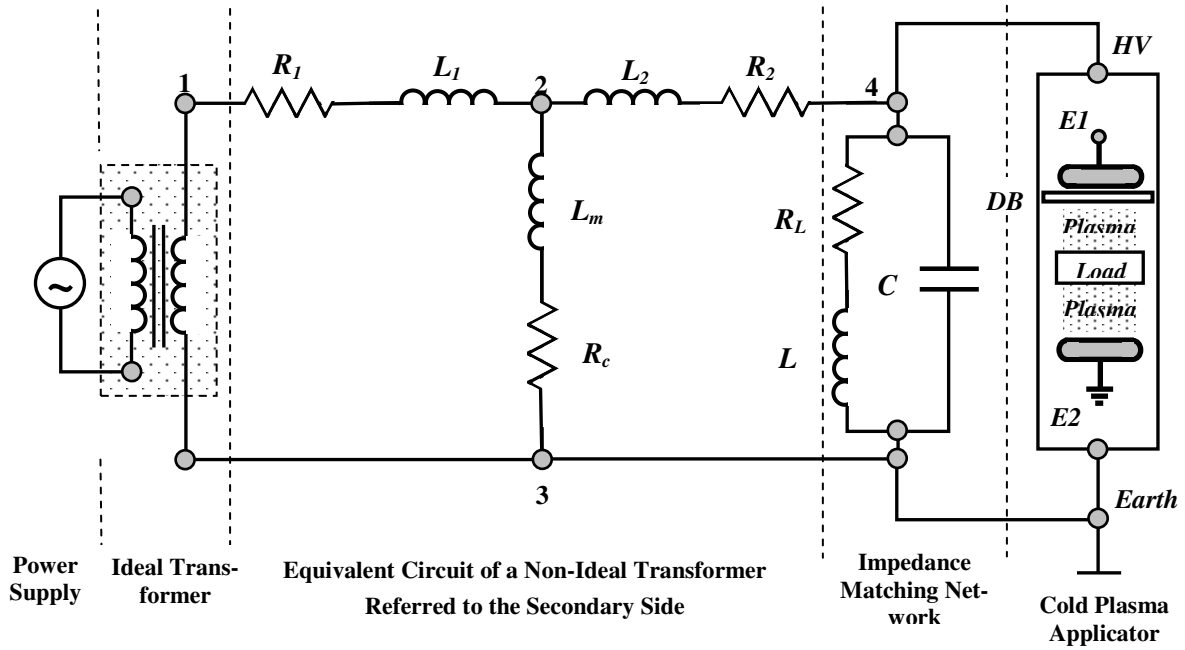 HV
R1
L1
L2
R2
1
2
4
E1
Lm
RL
DB
Plasma
~
C
Load
Plasma
Rc
L
E2
3
Earth
Power
Supply
Ideal Trans-
former
Equivalent Circuit of a Non-Ideal Transformer
Referred to the Secondary Side
Impedance
Matching Net-
work
Cold Plasma
Applicator